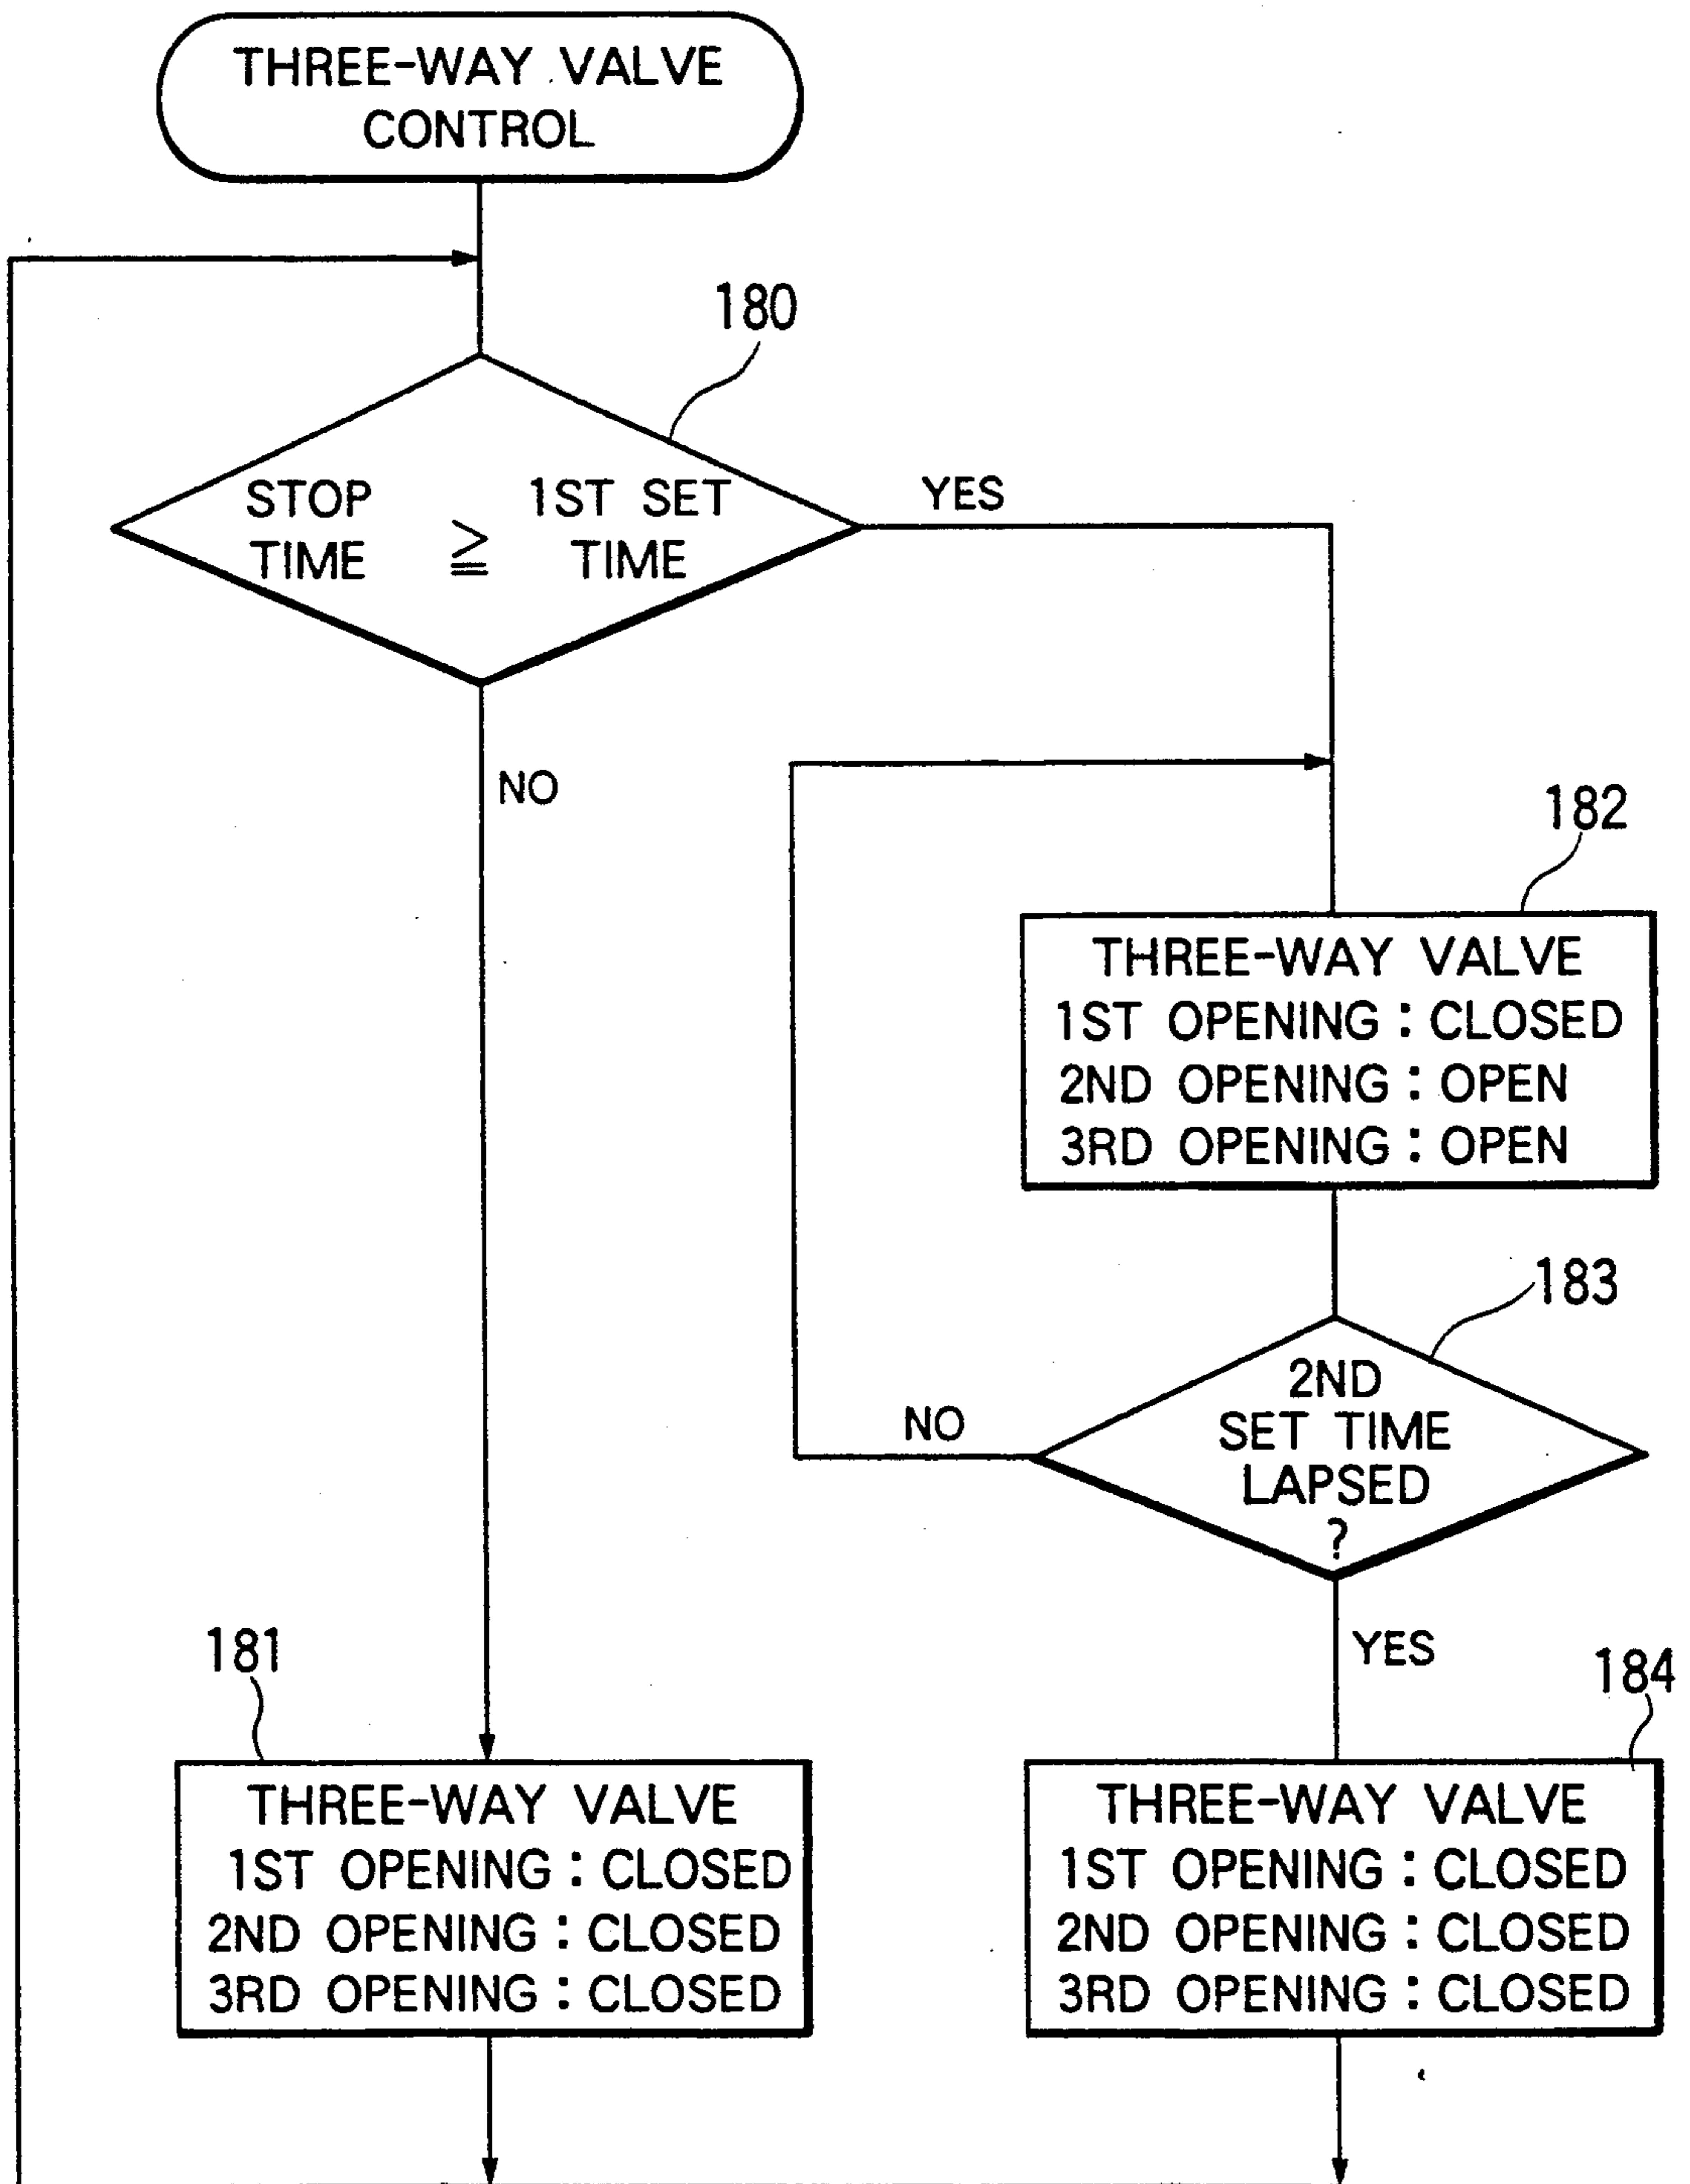 THREE-WAY VALVE
CONTROL
180
STOP
TIME
≧
1ST SET
TIME
YES
NO
182
THREE-WAY VALVE
1ST OPENING : CLOSED
2ND OPENING : OPEN
3RD OPENING : OPEN
183
2ND
SET TIME
LAPSED
?
NO
YES
181
THREE-WAY VALVE
1ST OPENING : CLOSED
2ND OPENING : CLOSED
3RD OPENING : CLOSED
184
THREE-WAY VALVE
1ST OPENING : CLOSED
2ND OPENING : CLOSED
3RD OPENING : CLOSED